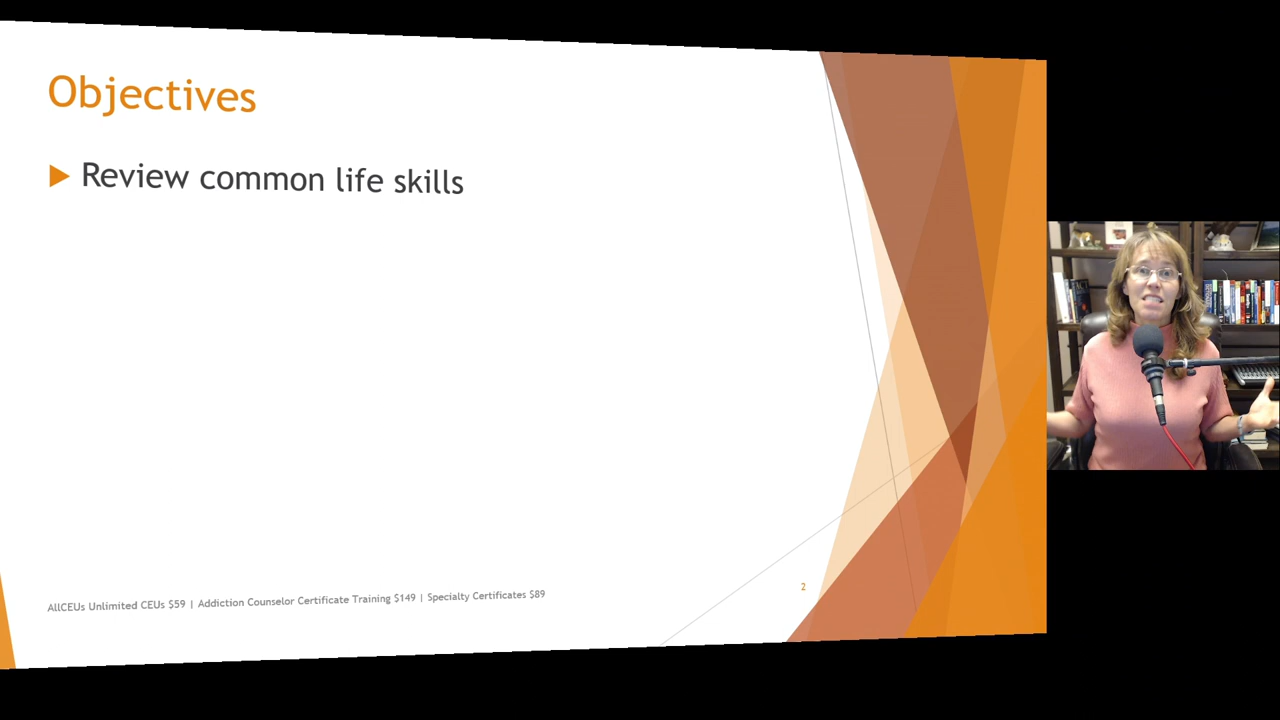 Objectives
Review common life skills
AllCEUs Unlimited CEUs $59 | Addiction Counselor Certificate Training $149 | Specialty Certificates $89
2